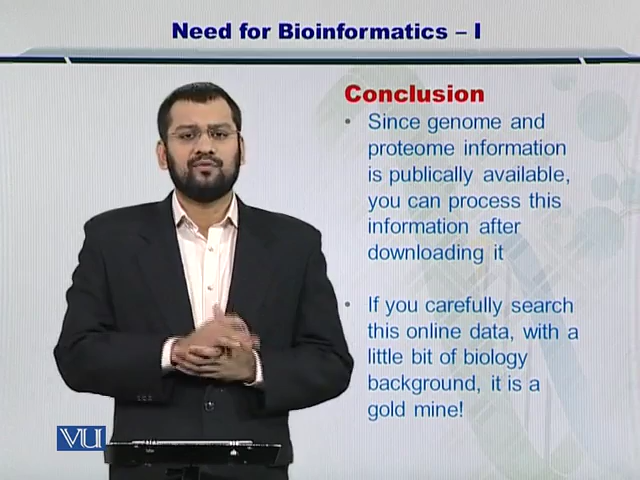 Need for Bioinformatics – I
Conclusion
• Since genome and
proteome information
is publically available,
you can process this
information after
downloading it
• If you carefully search
this online data, with a
little bit of biology
background, it is a
gold mine!
VU